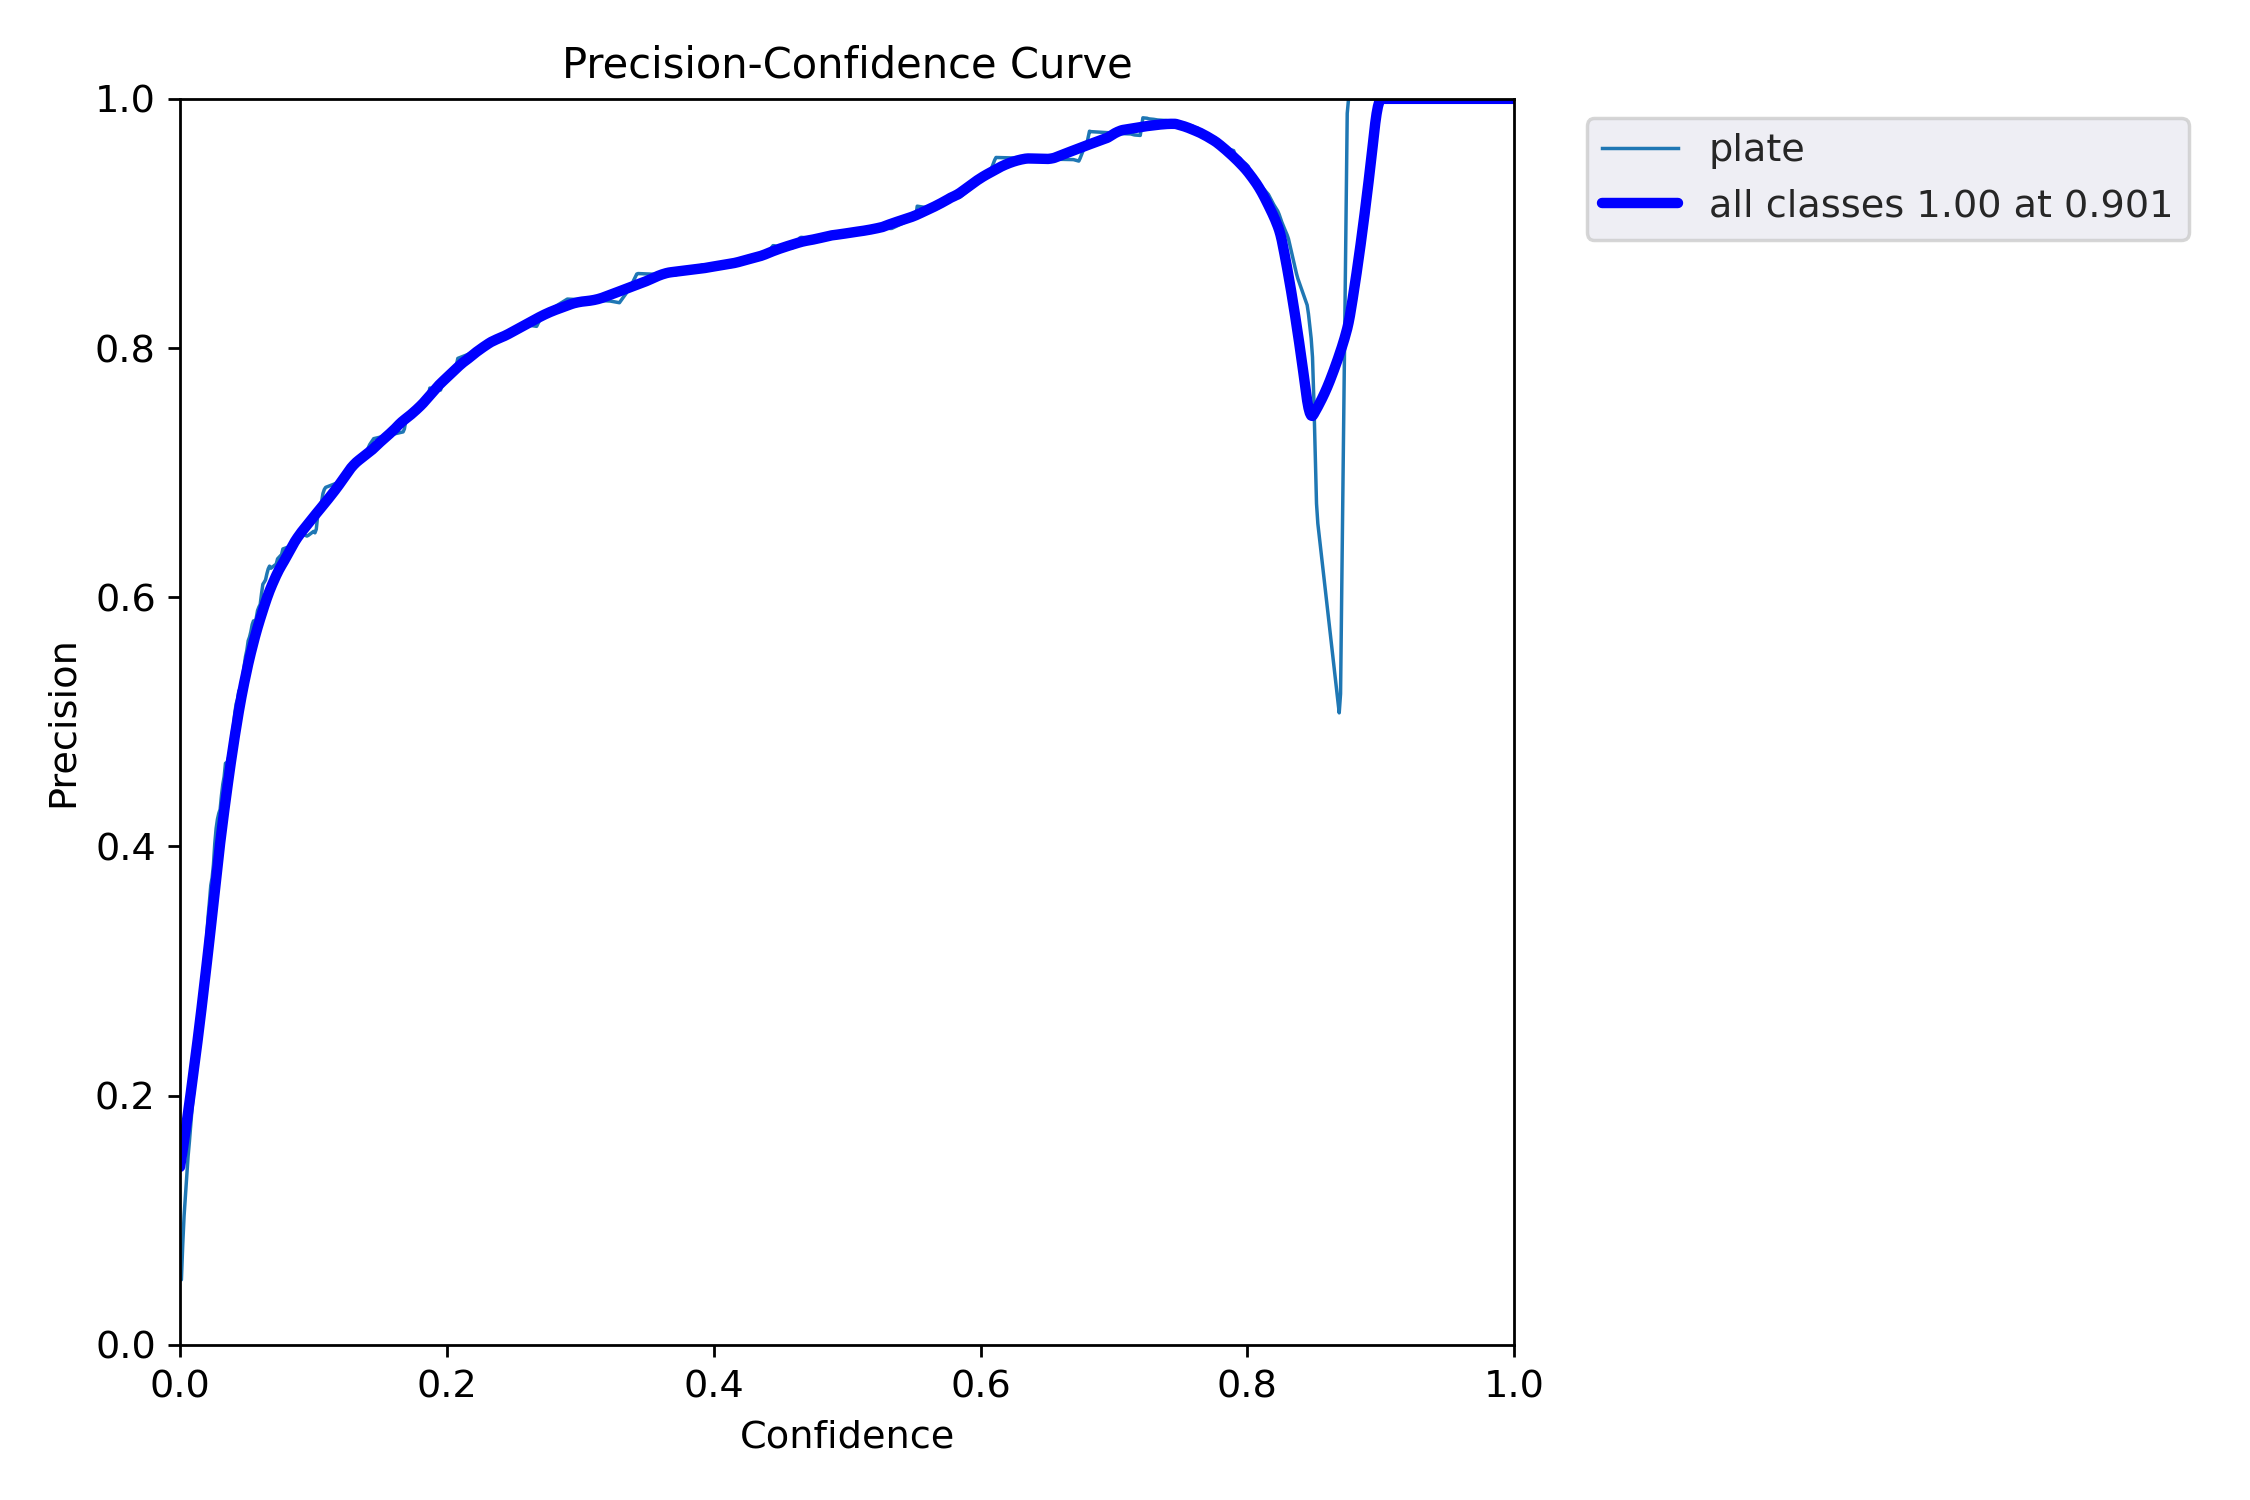 Precision-Confidence Curve
plate
all classes 1.00 at 0.901
Precision
1.0
0.8
0.6
0.4
0.2
0.0
0.0 0.2 0.4 0.6 0.8 1.0
Confidence